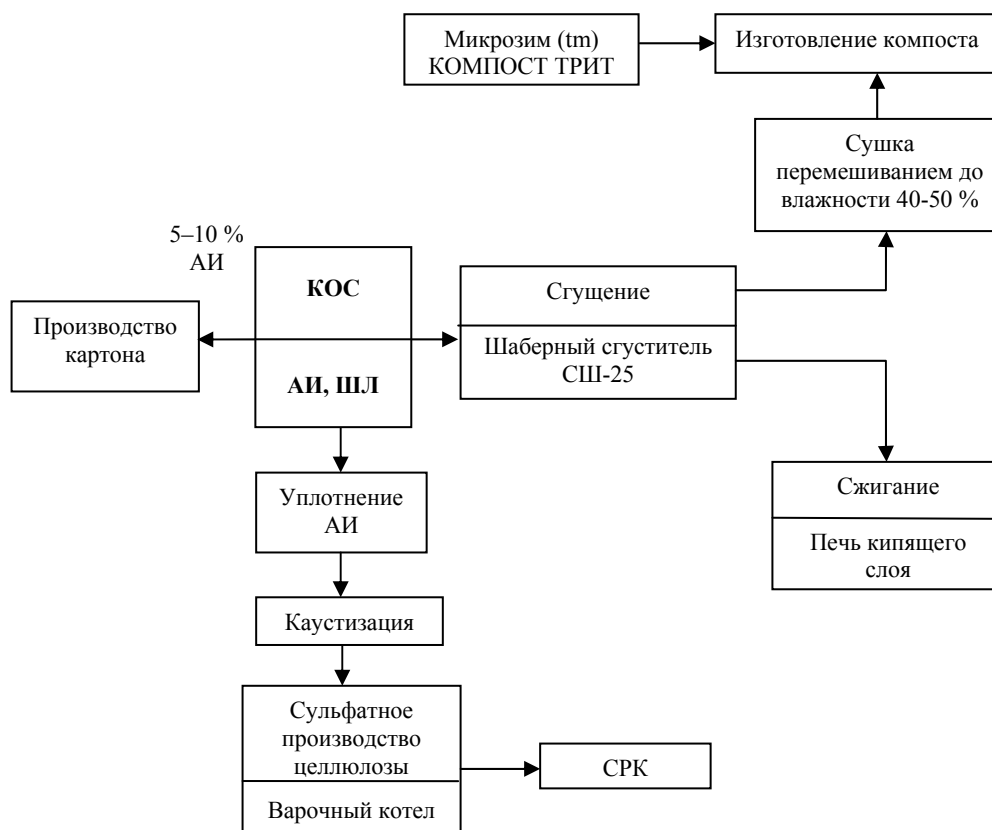 Микрозим (tm)
КОМПОСТ ТРИТ
Изготовление компоста
Сушка
перемешиванием до
влажности 40-50 %
5–10 %
АИ
КОС
АИ, ШЛ
Производство
картона
Сгущение
Шаберный сгуститель
СШ-25
Уплотнение
АИ
Сжигание
Печь кипящего
слоя
Каустизация
Сульфатное
производство
целлюлозы
Варочный котел
СРК